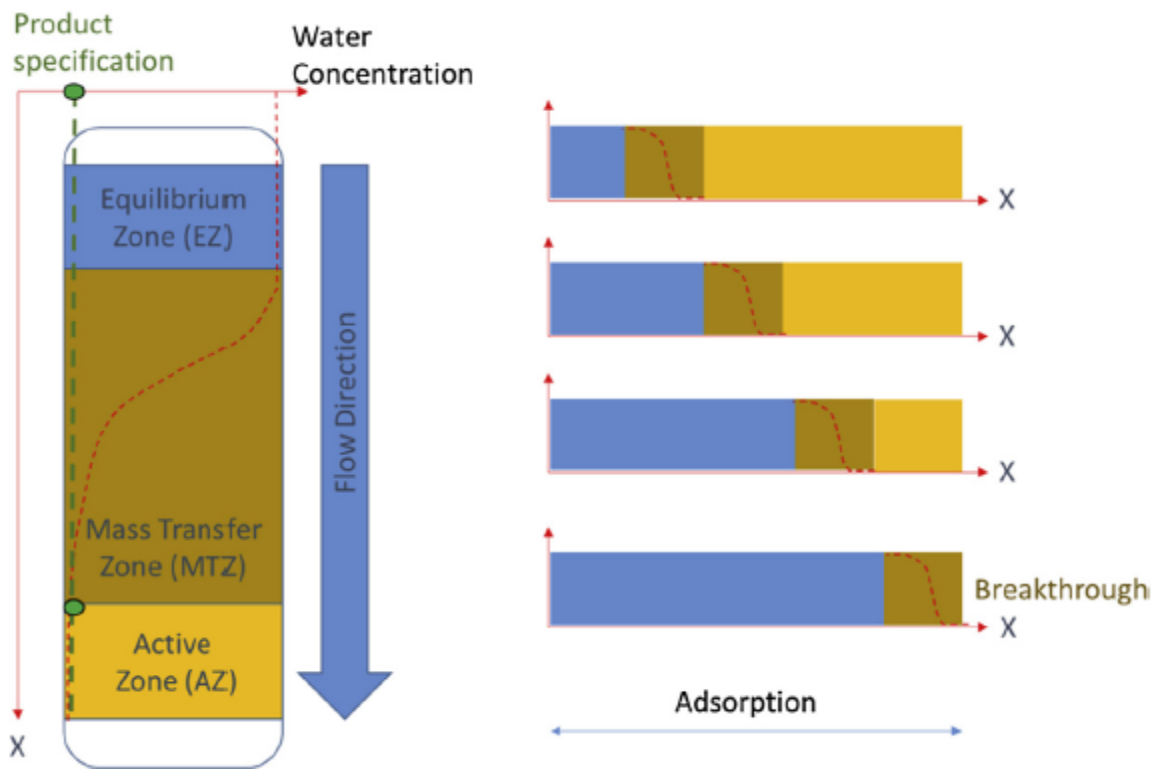 Product
specification
Water
Concentration
Equilibrium
Zone (EZ)
Flow Direction
Mass Transfer
Zone (MTZ)
Active
Zone (AZ)
X
X
X
X
X
Breakthrough
Adsorption